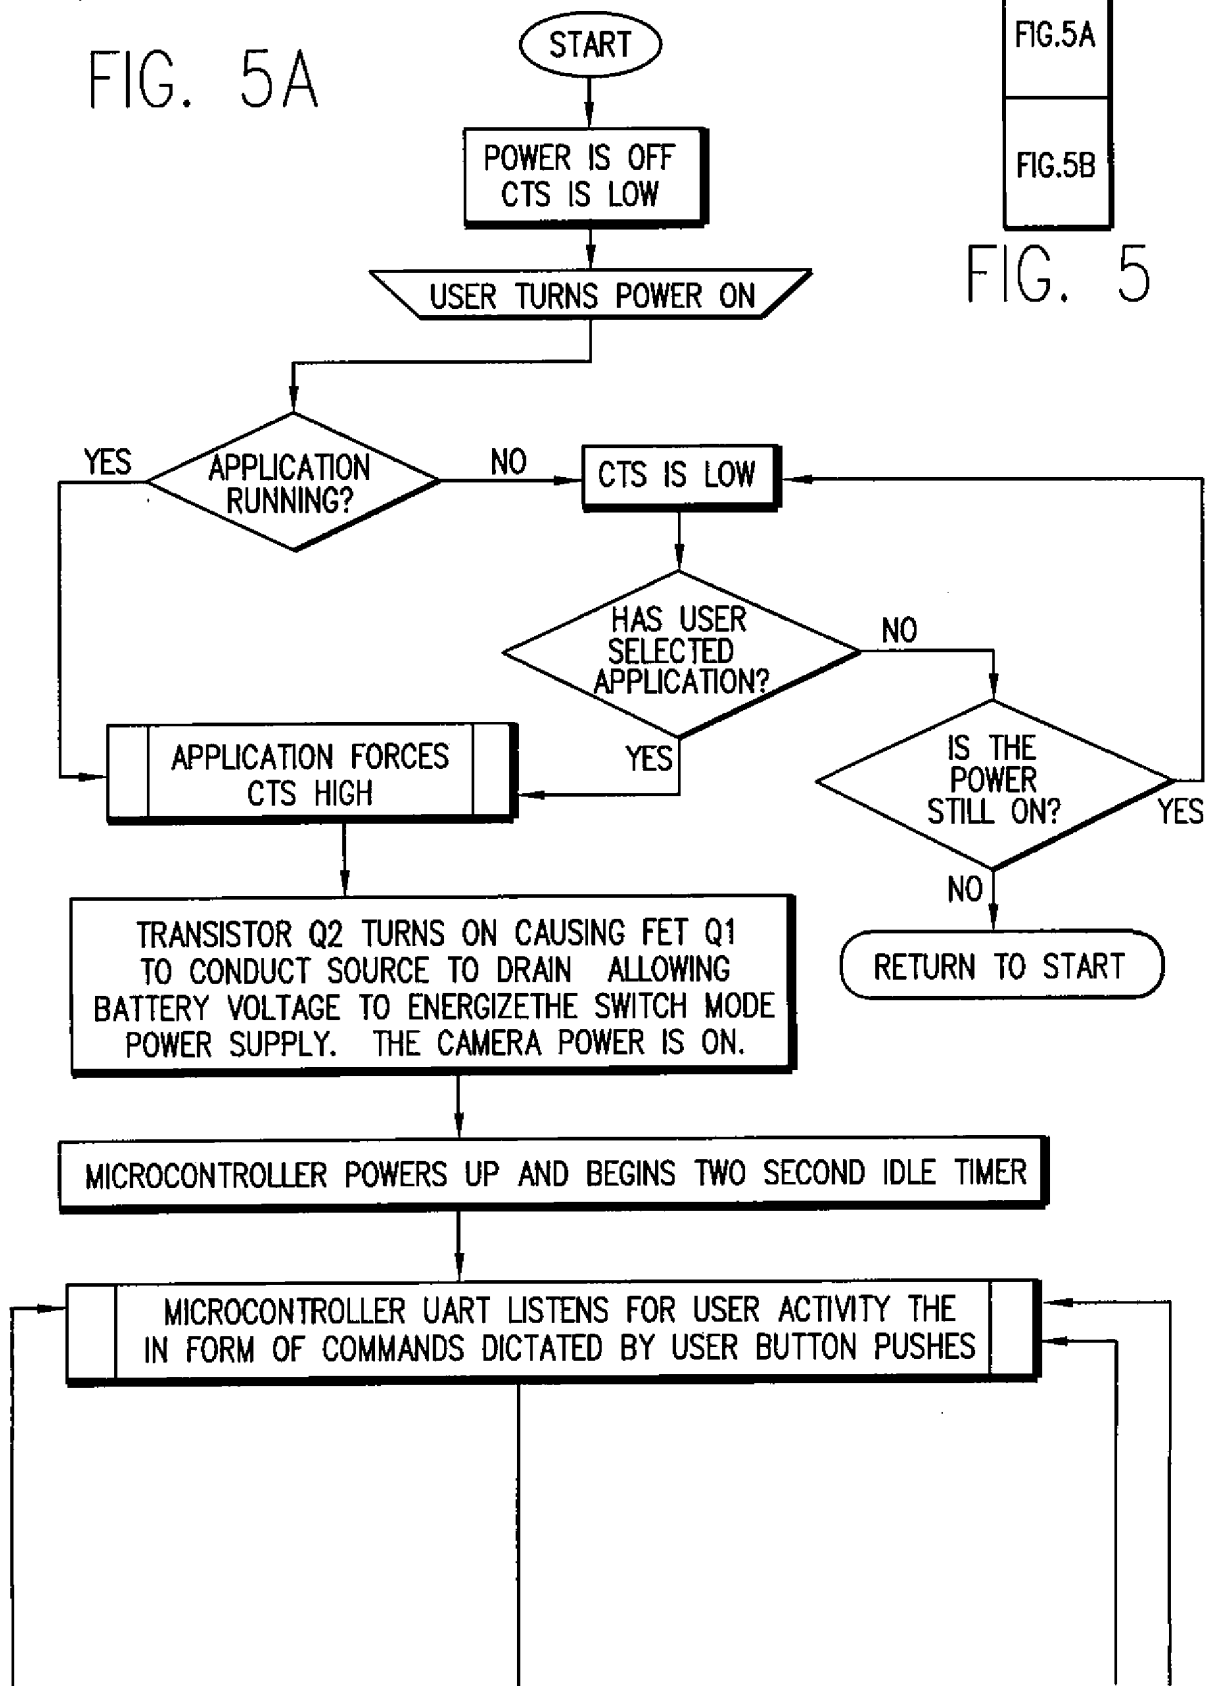 FIG. 5A
START
FIG.5A
FIG.5B
FIG. 5
POWER IS OFF
CTS IS LOW
USER TURNS POWER ON
YES
APPLICATION
RUNNING?
NO
CTS IS LOW
HAS USER
SELECTED
APPLICATION?
NO
YES
APPLICATION FORCES
CTS HIGH
IS THE
POWER
STILL ON?
YES
NO
RETURN TO START
TRANSISTOR Q2 TURNS ON CAUSING FET Q1
TO CONDUCT SOURCE TO DRAIN ALLOWING
BATTERY VOLTAGE TO ENERGIZETHE SWITCH MODE
POWER SUPPLY. THE CAMERA POWER IS ON.
MICROCONTROLLER POWERS UP AND BEGINS TWO SECOND IDLE TIMER
MICROCONTROLLER UART LISTENS FOR USER ACTIVITY THE
IN FORM OF COMMANDS DICTATED BY USER BUTTON PUSHES